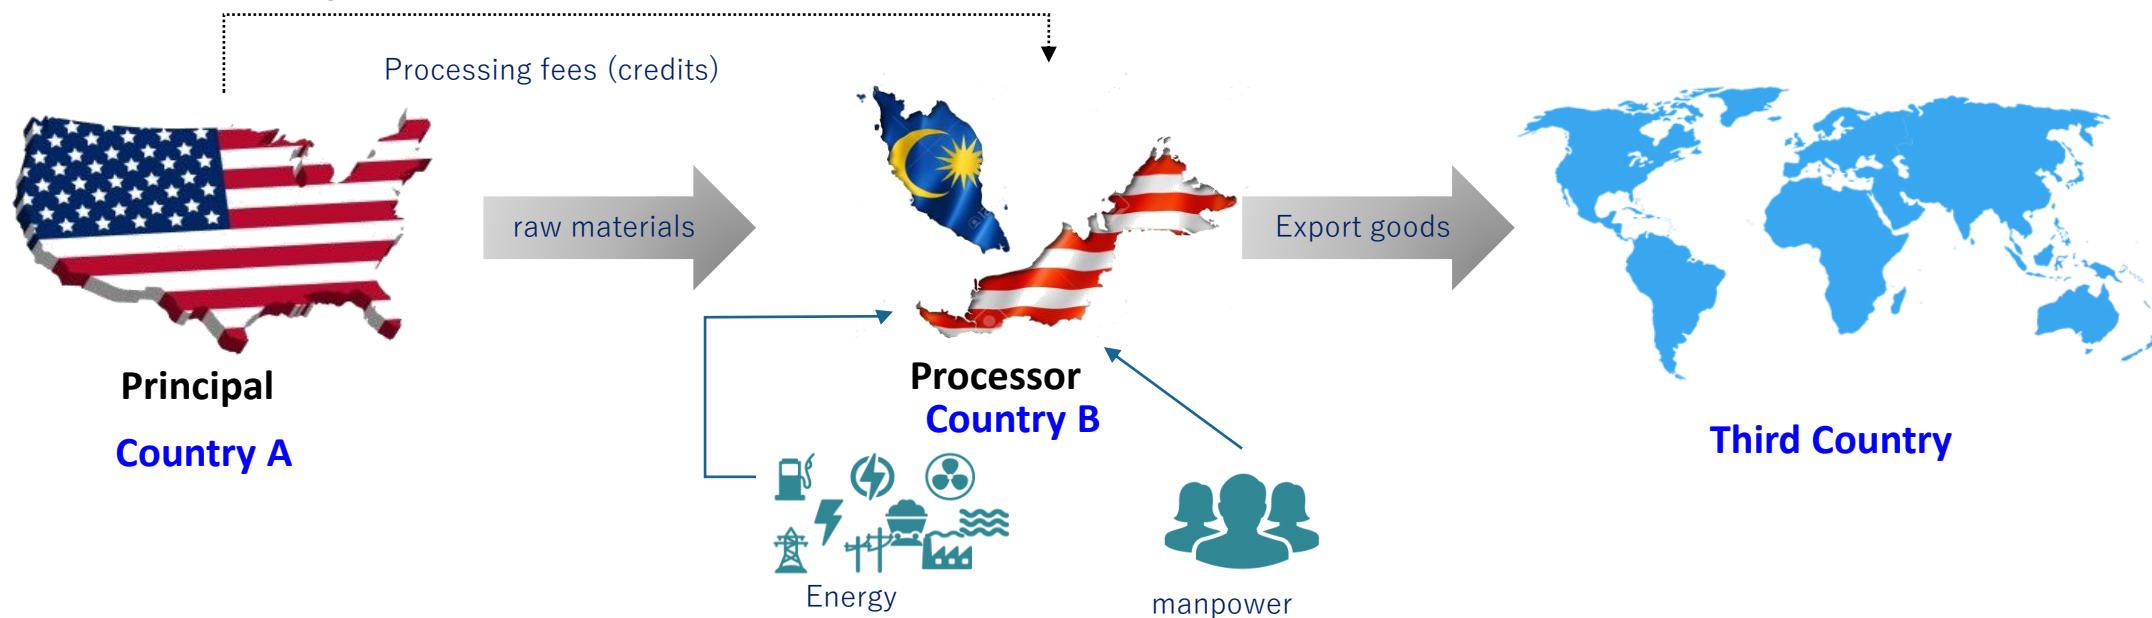 Processing fees (credits)
raw materials
Export goods
Principal
Country A
Processor
Country B
Third Country
Energy
manpower